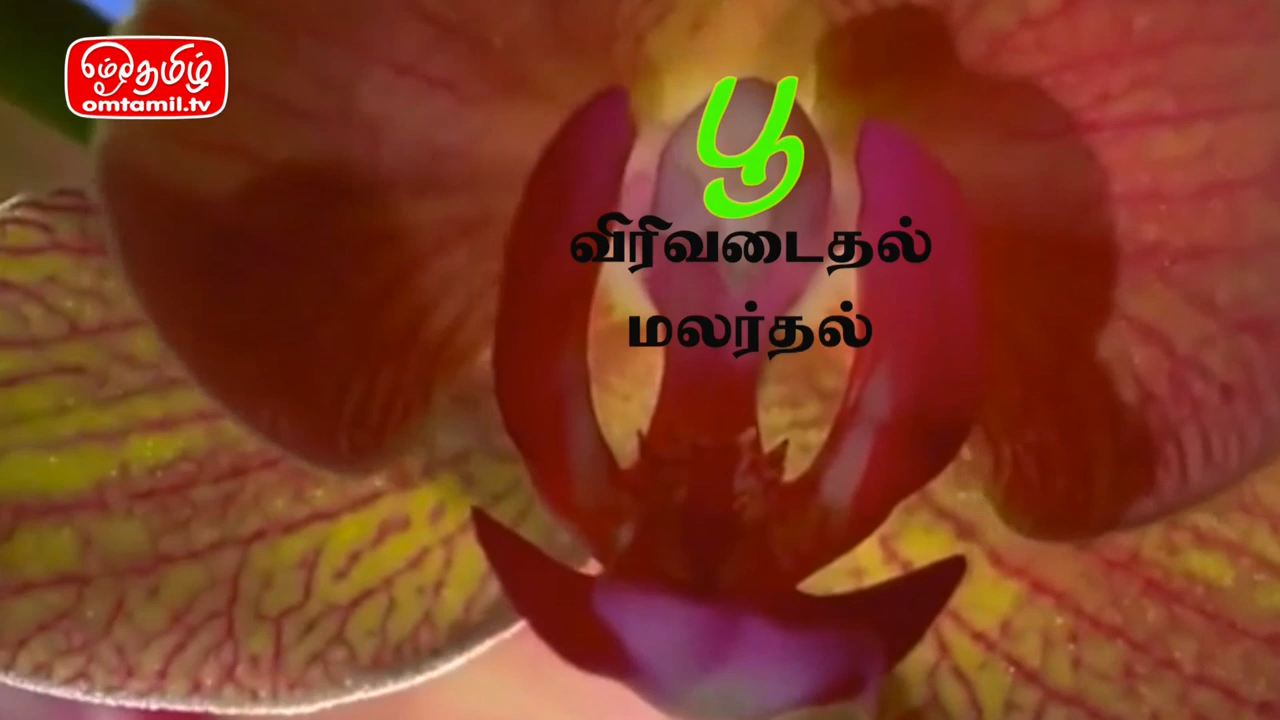 ஓம்தமிழ்
omtamil.tv
பூ
விரிவடைதல்
மலர்தல்